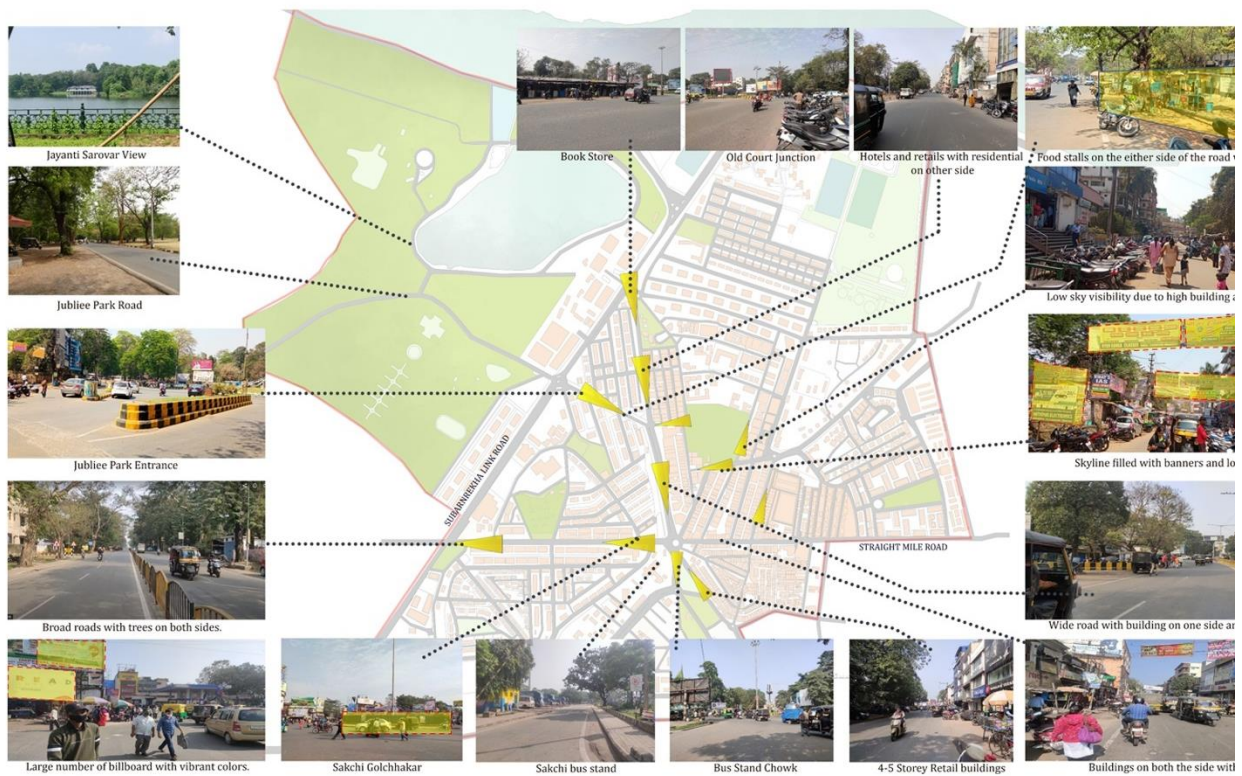 Jayanti Sarovar View
Book Store
Old Court Junction
Hotels and retails with residential
on other side
Food stalls on the either side of the road
Jubliee Park Road
Low sky visibility due to high building
Jubliee Park Entrance
Skyline filled with banners and
SUBARNREKHA LINK ROAD
STRAIGHT MILE ROAD
Broad roads with trees on both sides.
Wide road with building on one side
Large number of billboard with vibrant colors.
Sakchi Golchhakar
Sakchi bus stand
Bus Stand Chowk
4-5 Storey Retail buildings
Buildings on both the side with
IAS